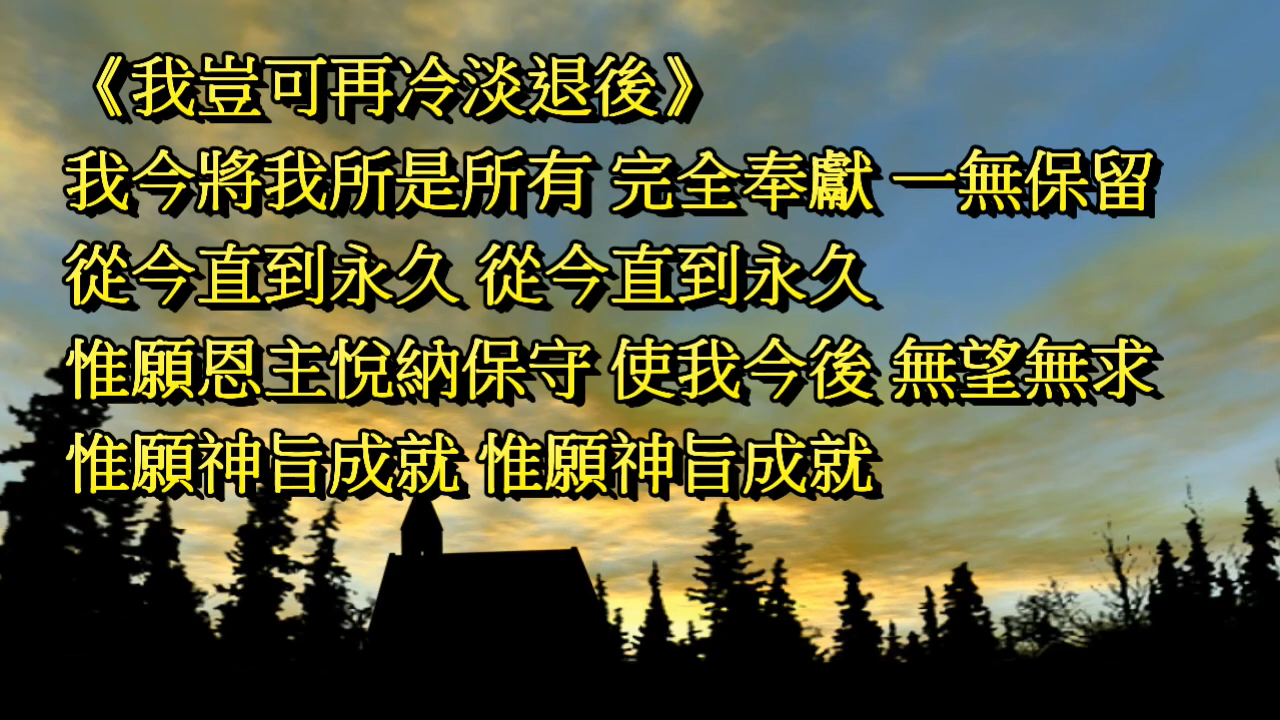 《我豈可再冷淡退後》
我今將我所是所有 完全奉獻 一無保留
從今直到永久 從今直到永久
惟願恩主悅納保守 使我今後 無望無求
惟願神旨成就 惟願神旨成就